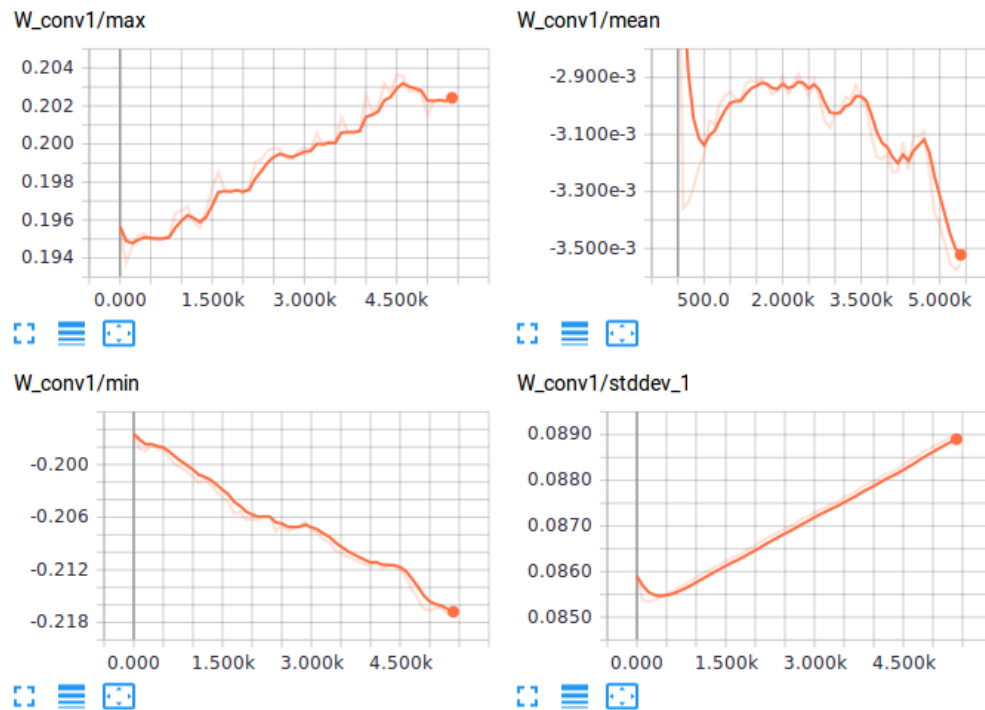 W_conv1/max
0.204
0.202
0.200
0.198
0.196
0.194
0.000 1.500k 3.000k 4.500k
W_conv1/mean
-2.900e-3
-3.100e-3
-3.300e-3
-3.500e-3
500.0 2.000k 3.500k 5.000k
W_conv1/min
-0.200
-0.206
-0.212
-0.218
0.000 1.500k 3.000k 4.500k
W_conv1/stddev_1
0.0890
0.0880
0.0870
0.0860
0.0850
0.000 1.500k 3.000k 4.500k